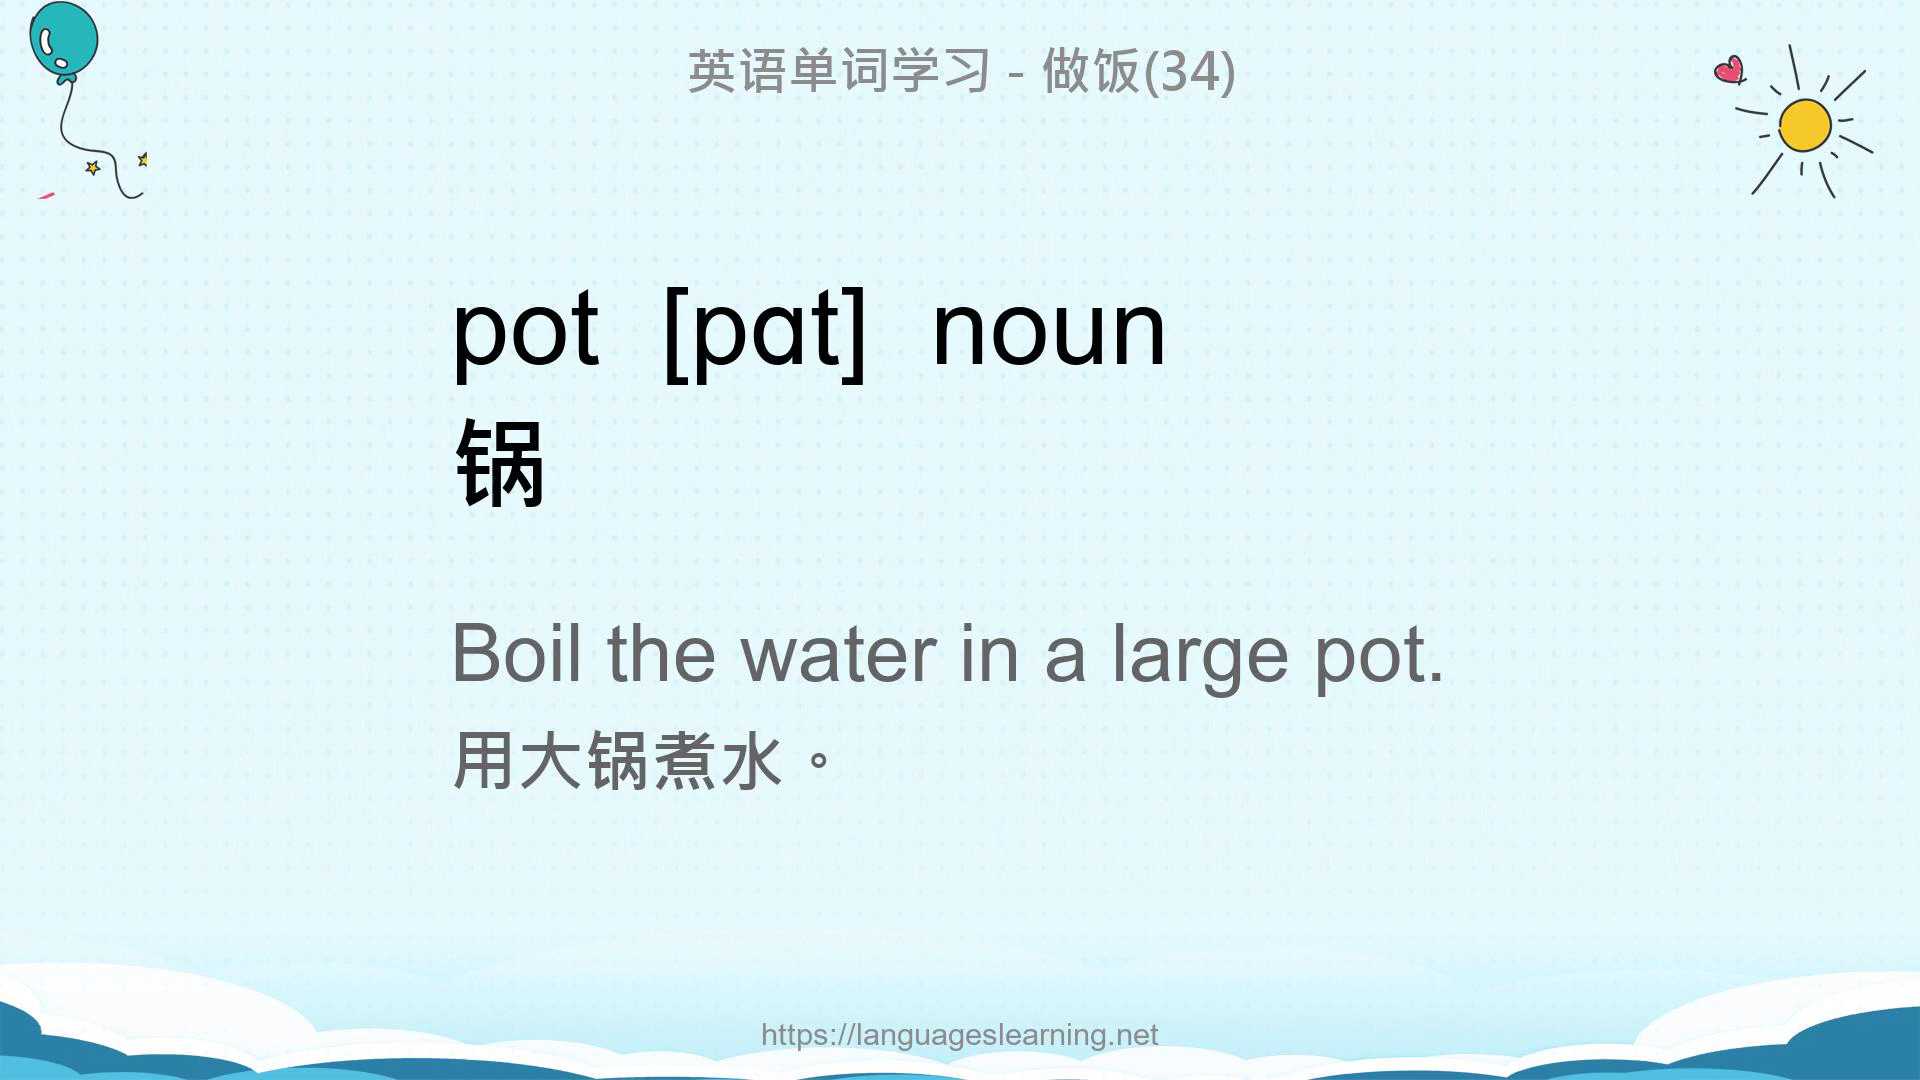 英语单词学习 - 做饭(34)
pot [pɑt] noun
锅
Boil the water in a large pot.
用大锅煮水。
https://languageslearning.net